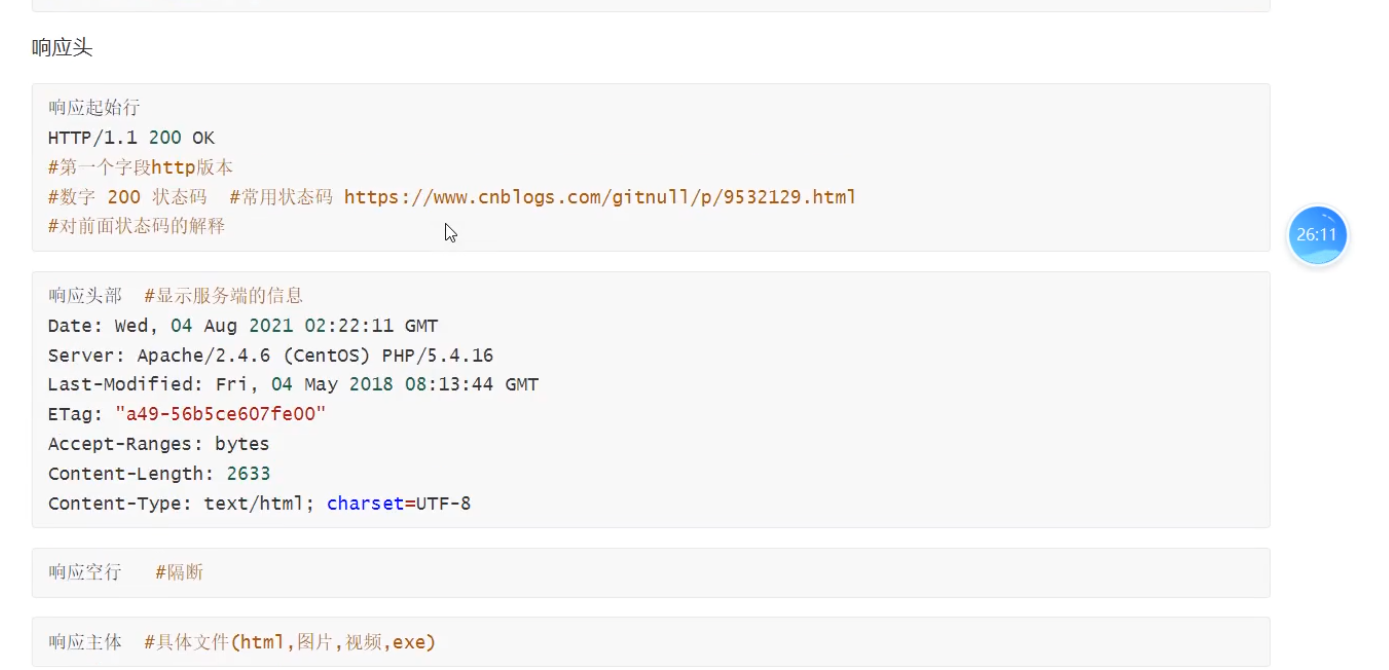 响应头
响应起始行
HTTP/1.1 200 OK
#第一个字段http版本
#数字 200 状态码  #常用状态码 https://www.cnblogs.com/gitnull/p/9532129.html
#对前面状态码的解释
26:11
响应头部  #显示服务端的信息
Date: Wed, 04 Aug 2021 02:22:11 GMT
Server: Apache/2.4.6 (CentOS) PHP/5.4.16
Last-Modified: Fri, 04 May 2018 08:13:44 GMT
ETag: "a49-56b5ce607fe00"
Accept-Ranges: bytes
Content-Length: 2633
Content-Type: text/html; charset=UTF-8
响应空行   #隔断
响应主体  #具体文件(html,图片,视频,exe)